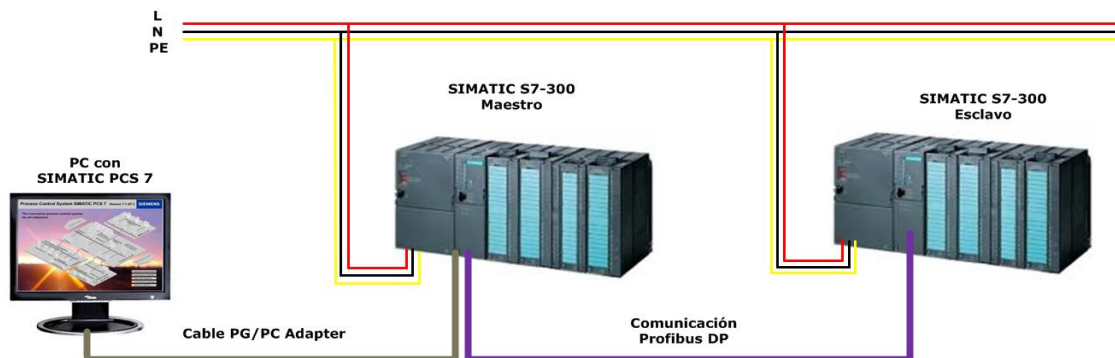 L
N
PE
SIMATIC S7-300
Maestro
SIMATIC S7-300
Esclavo
PC con
SIMATIC PCS 7
Process Control System SIMATIC PCS 7
SIEMENS
Cable PG/PC Adapter
Comunicación
Profibus DP